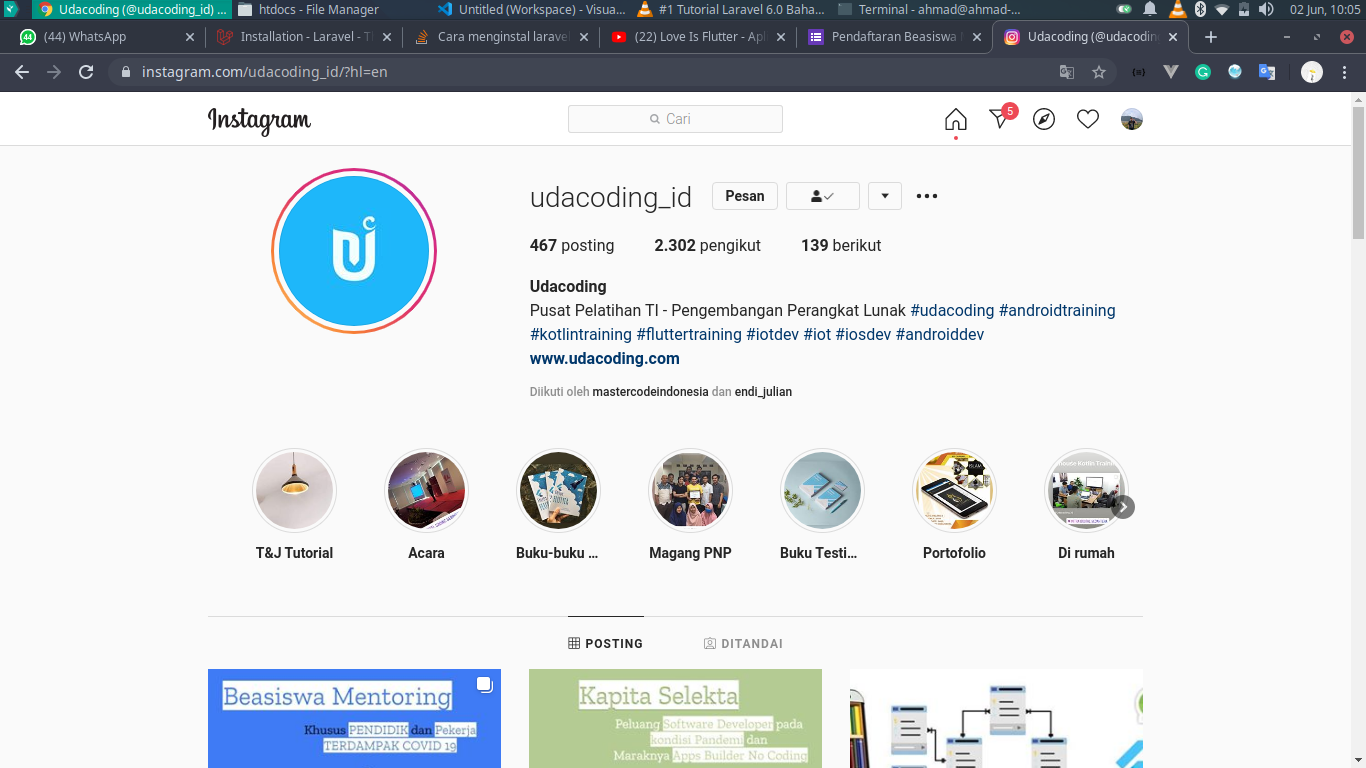 Udacoding (@udacoding_id) ...
htdocs - File Manager
Untitled (Workspace) - Visua...
#1 Tutorial Laravel 6.0 Baha...
Terminal - ahmad@ahmad-...
02 Jun, 10:05
44
(44) WhatsApp
Installation - Laravel - T
Cara menginstal laravel
(22) Love Is Flutter - Apl
Pendaftaran Beasiswa
Udacoding (@udacodin
instagram.com/udacoding_id/?hl=en
Instagram
Cari
5
udacoding_id
Pesan
467 posting
2.302 pengikut
139 berikut
Udacoding
Pusat Pelatihan TI - Pengembangan Perangkat Lunak #udacoding #androidtraining
#kotlintraining #fluttertraining #iotdev #iot #iosdev #androiddev
www.udacoding.com
Diikuti oleh mastercodeindonesia dan endi_julian
T&J Tutorial
Acara
Buku-buku ...
Magang PNP
Buku Testi...
Portofolio
Di rumah
POSTING
DITANDAI
Beasiswa Mentoring
Khusus PENDIDIK dan Pekerja
TERDAMPAK COVID 19
Kapita Selekta
Peluang Software Developer pada
kondisi Pandemi dan
Maraknya Apps Builder No Coding